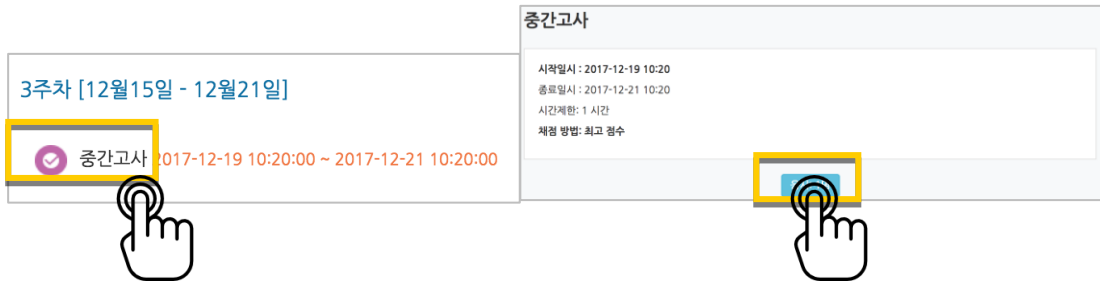 3주차 [12월15일 - 12월21일]
중간고사 2017-12-19 10:20:00 ~ 2017-12-21 10:20:00
중간고사
시작일시 : 2017-12-19 10:20
종료일시 : 2017-12-21 10:20
시간제한: 1 시간
채점 방법: 최고 점수